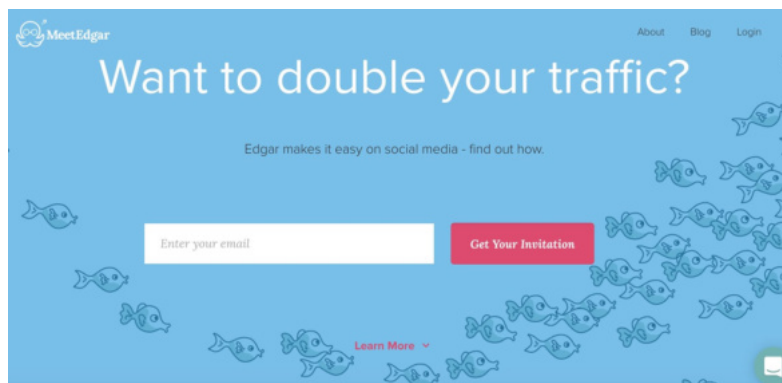 MeetEdgar
About Blog Login
Want to double your traffic?
Edgar makes it easy on social media - find out how.
Enter your email
Get Your Invitation
Learn More